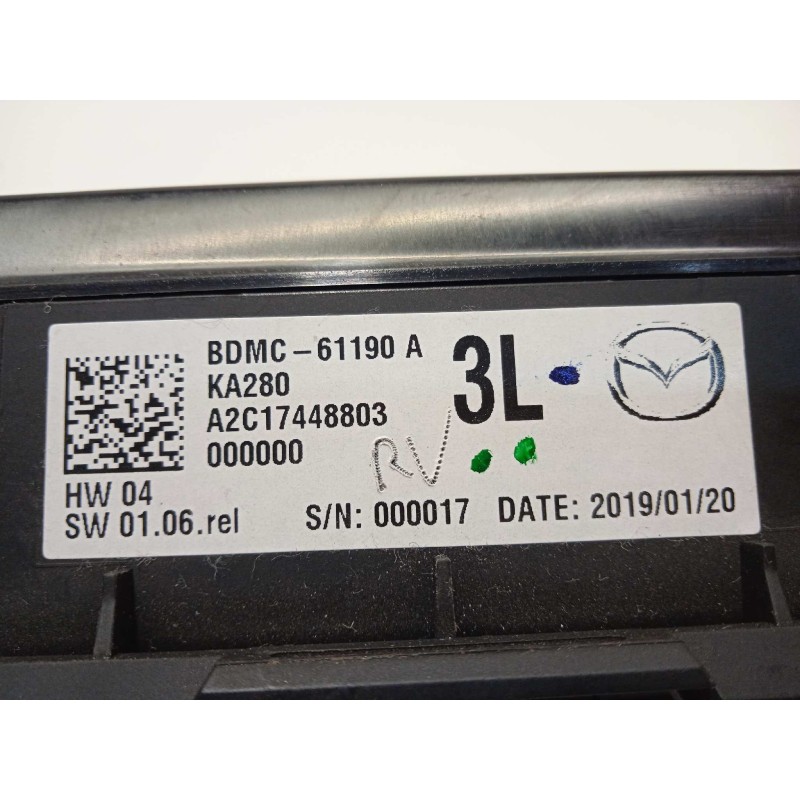 BDMC-61190 A
KA280
A2C17448803
000000
3L
RV
HW 04
SW 01.06.rel
S/N: 000017 DATE: 2019/01/20